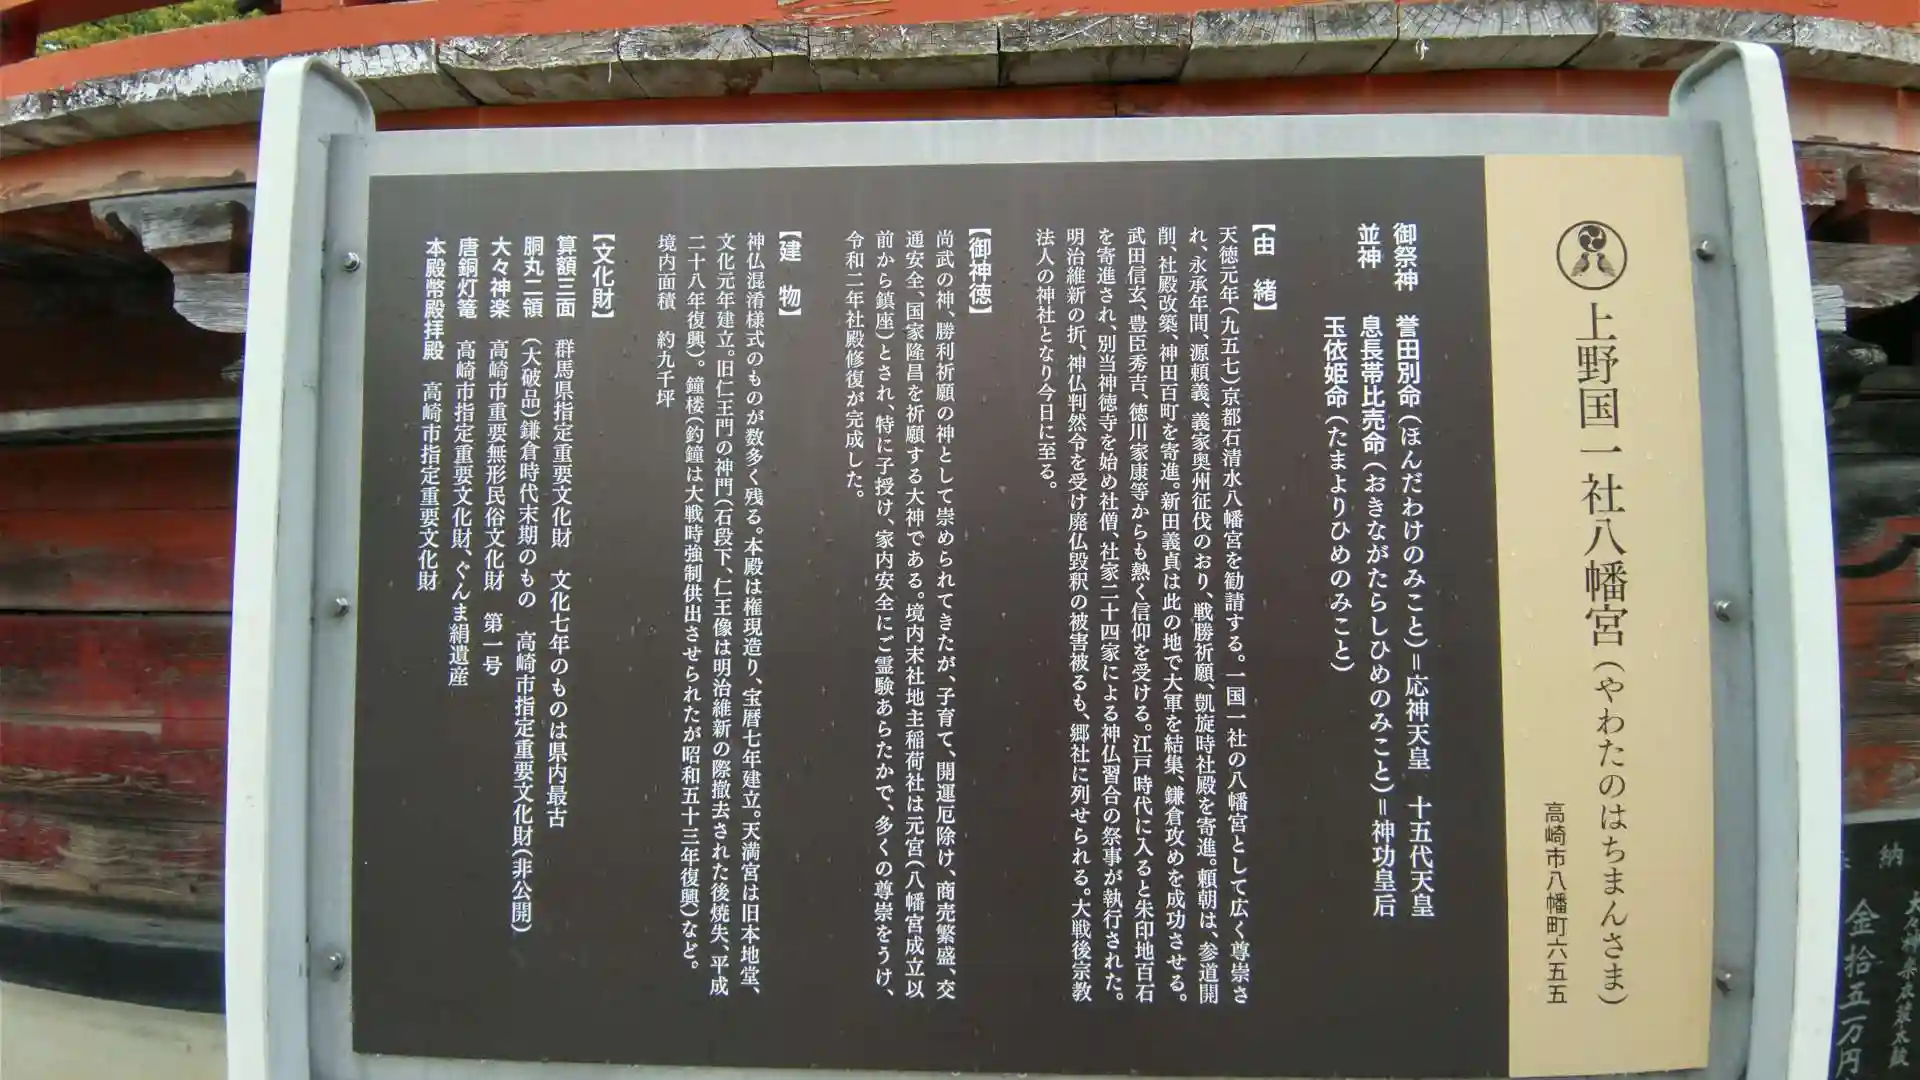 上野国一社八幡宮(やわたのはちまんさま)
高崎市八幡町六五五
御祭神　誉田別命(ほんだわけのみこと)=応神天皇　十五代天皇
並神　息長帯比売命(おきながたらしひめのみこと)=神功皇后
玉依姫命(たまよりひめのみこと)
【由　緒】
天徳元年(九五七)京都石清水八幡宮を勧請する。一国一社の八幡宮として広く尊崇さ
れ、永承年間、源頼義、義家奥州征伐のおり、戦勝祈願、凱旋時社殿を寄進。頼朝は、参道開
削、社殿改築、神田百町を寄進。新田義貞は此の地で大軍を結集、鎌倉攻めを成功させる。
武田信玄、豊臣秀吉、徳川家康等からも熱く信仰を受ける。江戸時代に入ると朱印地百石
を寄進され、別当神徳寺を始め社僧、社家二十四家による神仏習合の祭事が執行された。
明治維新の折、神仏判然令を受け廃仏毀釈の被害被るも、郷社に列せられる。大戦後宗教
法人の神社となり今日に至る。
【御神徳】
尚武の神、勝利祈願の神として崇められてきたが、子育て、開運厄除け、商売繁盛、交
通安全、国家隆昌を祈願する大神である。境内末社地主稲荷社は元宮(八幡宮成立以
前から鎮座)とされ、特に子授け、家内安全にご霊験あらたかで、多くの尊崇をうけ、
令和二年社殿修復が完成した。
【建　物】
神仏混淆様式のものが数多く残る。本殿は権現造り、宝暦七年建立。天満宮は旧本地堂、
文化元年建立。旧仁王門の神門(石段下、仁王像は明治維新の際撤去された後焼失、平成
二十八年復興)。鐘楼(釣鐘は大戦時強制供出させられたが昭和五十三年復興)など。
境内面積　約九千坪
【文化財】
算額三面　群馬県指定重要文化財　文化七年のものは県内最古
胴丸二領　(大破品)鎌倉時代末期のもの　高崎市指定重要文化財(非公開)
大々神楽　高崎市重要無形民俗文化財　第一号
唐銅灯篭　高崎市指定重要文化財、ぐんま絹遺産
本殿幣殿拝殿　高崎市指定重要文化財
納
金拾五万円